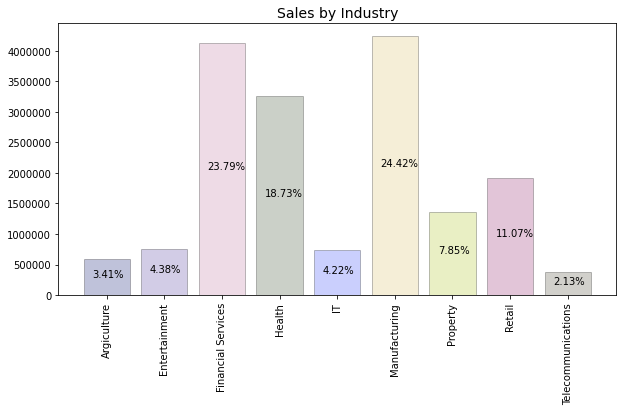 Sales by Industry
4000000
3500000
3000000
2500000
2000000
1500000
1000000
500000
0
3.41%
4.38%
23.79%
18.73%
4.22%
24.42%
7.85%
11.07%
2.13%
Argiculture
Entertainment
Financial Services
Health
IT
Manufacturing
Property
Retail
Telecommunications